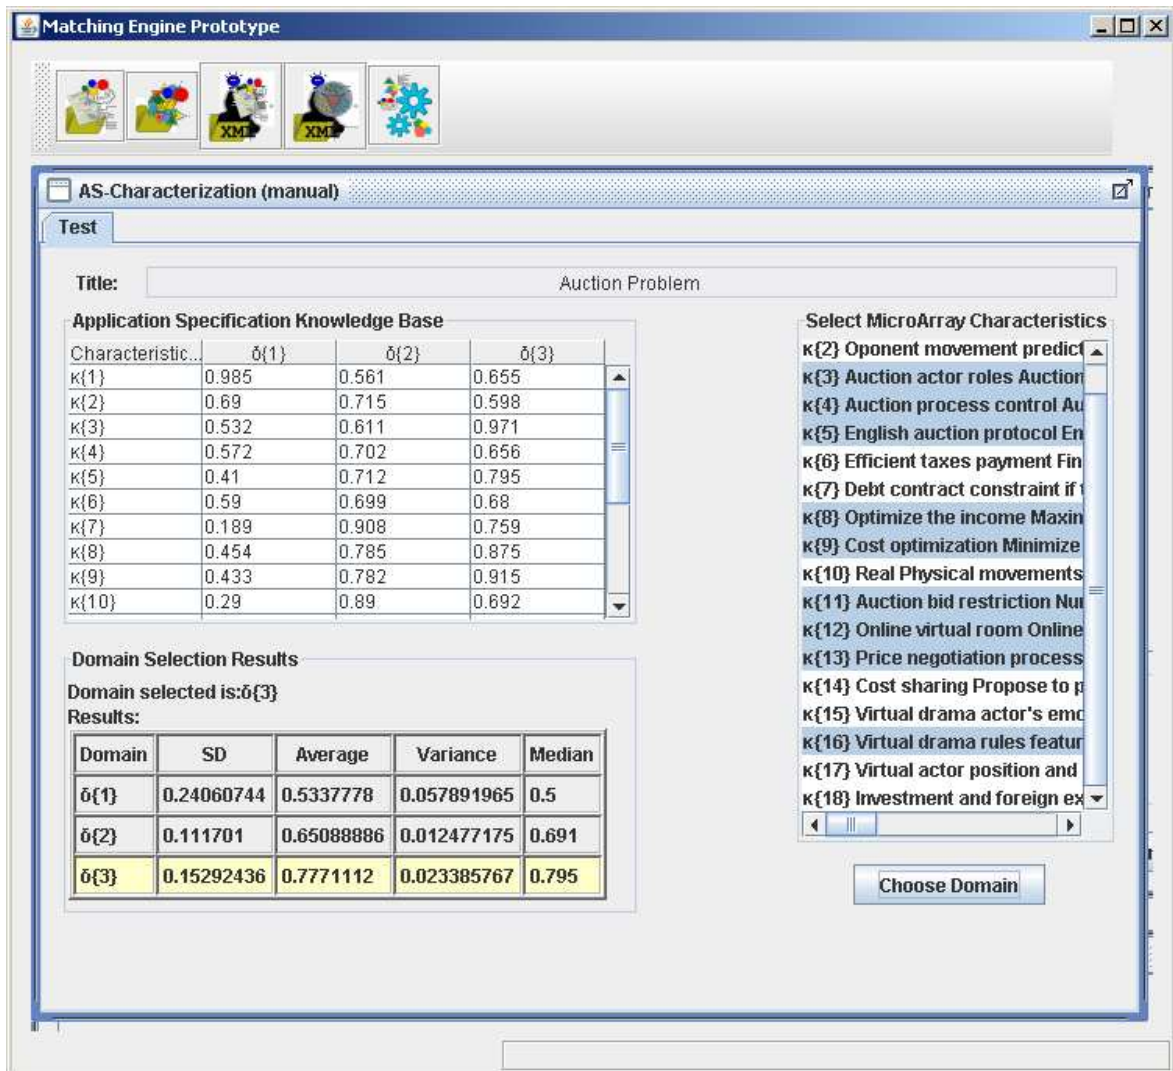 Matching Engine Prototype
XML XML
AS-Characterization (manual)
Test
Title: Auction Problem
Application Specification Knowledge Base
Characteristic... δ{1} δ{2} δ{3}
κ{1} 0.985 0.561 0.655
κ{2} 0.69 0.715 0.598
κ{3} 0.532 0.611 0.971
κ{4} 0.572 0.702 0.656
κ{5} 0.41 0.712 0.795
κ{6} 0.59 0.699 0.68
κ{7} 0.189 0.908 0.759
κ{8} 0.454 0.785 0.875
κ{9} 0.433 0.782 0.915
κ{10} 0.29 0.89 0.692
Domain Selection Results
Domain selected is:δ{3}
Results:
Domain SD Average Variance Median
δ{1} 0.24060744 0.5337778 0.057891965 0.5
δ{2} 0.111701 0.65088886 0.012477175 0.691
δ{3} 0.15292436 0.7771112 0.023385767 0.795
Select MicroArray Characteristics
κ{2} Oponent movement predict
κ{3} Auction actor roles Auction
κ{4} Auction process control Au
κ{5} English auction protocol En
κ{6} Efficient taxes payment Fin
κ{7} Debt contract constraint if t
κ{8} Optimize the income Maxin
κ{9} Cost optimization Minimize
κ{10} Real Physical movements
κ{11} Auction bid restriction Nu
κ{12} Online virtual room Online
κ{13} Price negotiation process
κ{14} Cost sharing Propose to p
κ{15} Virtual drama actor's emo
κ{16} Virtual drama rules featur
κ{17} Virtual actor position and
κ{18} Investment and foreign ex
Choose Domain